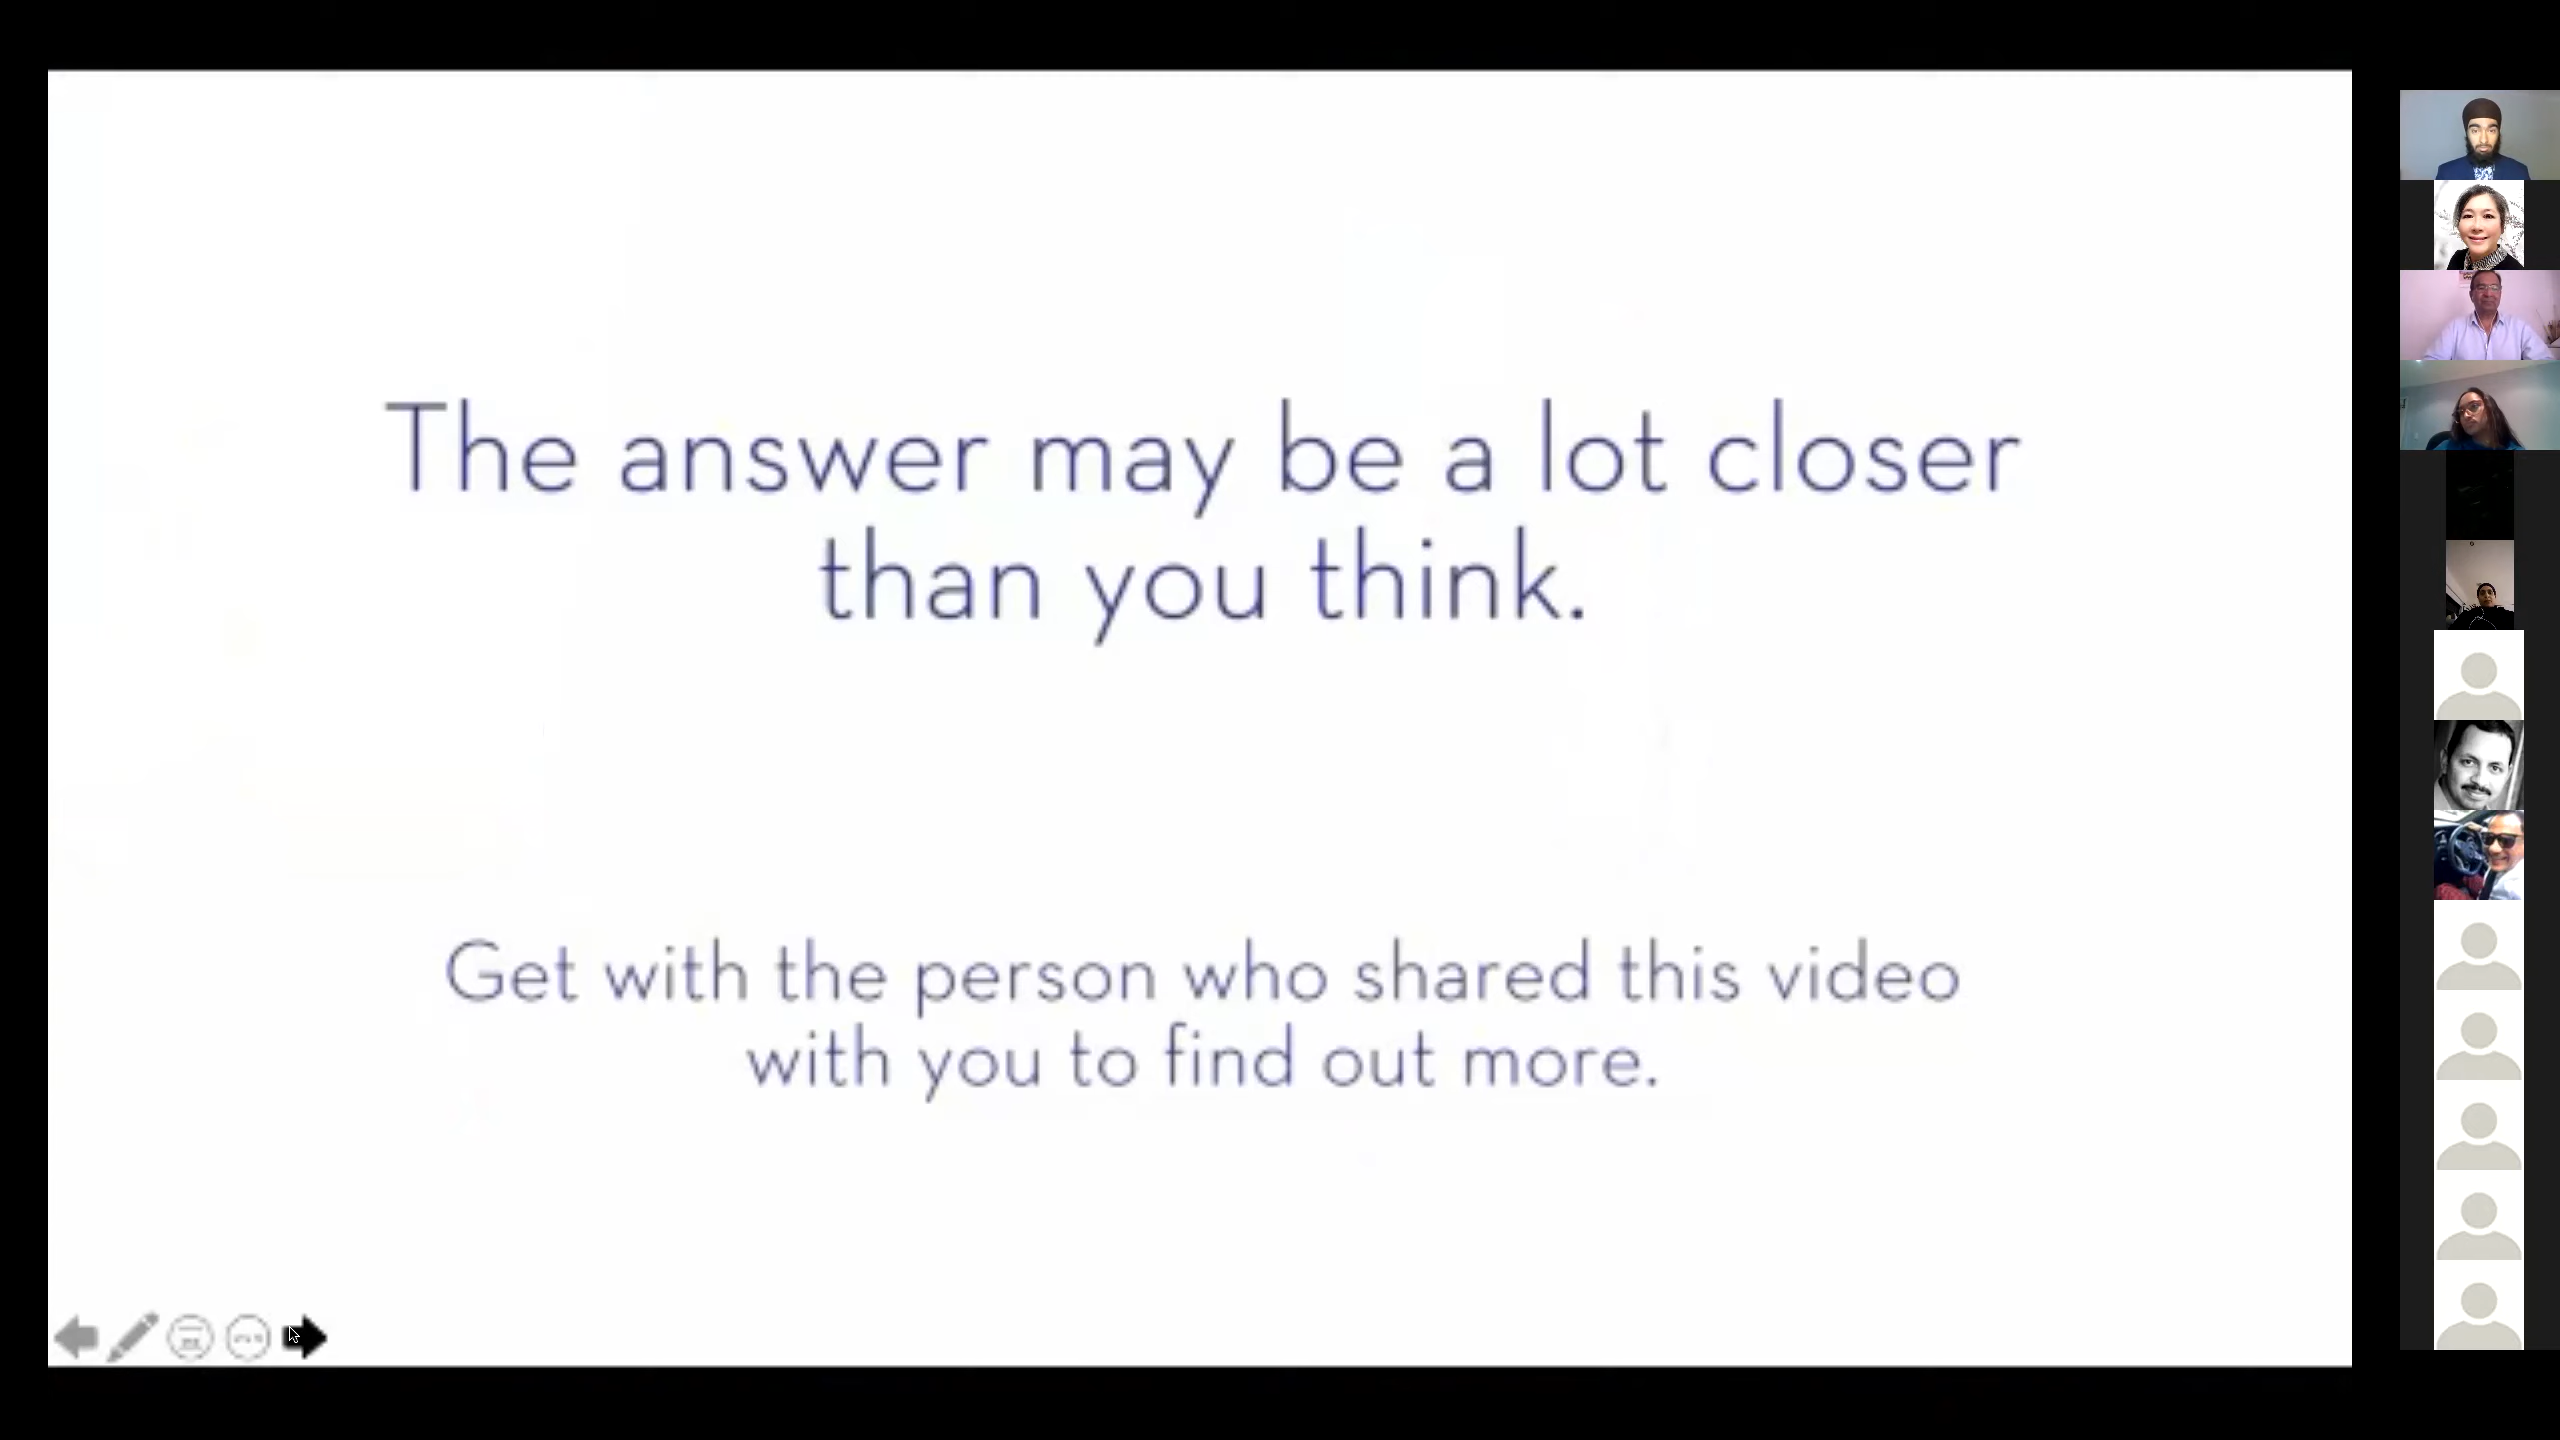 The answer may be a lot closer
than you think.
Get with the person who shared this video
with you to find out more.